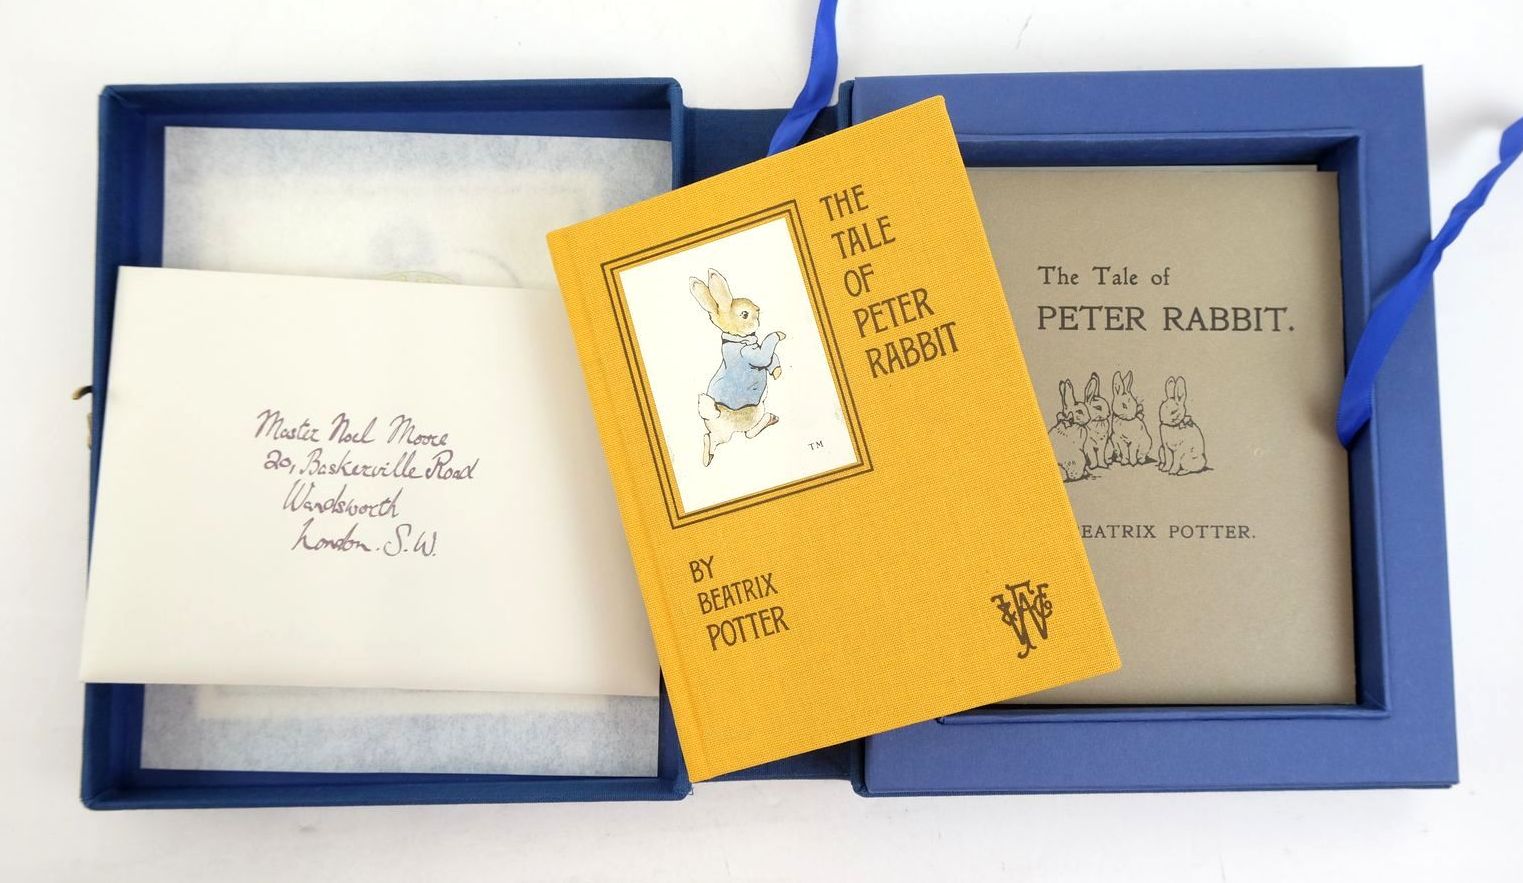 Master Noel Moore
20, Baskerville Road
Wandsworth
London. S.W.
THE
TALE
OF
PETER
RABBIT
TM
BY
BEATRIX
POTTER
The Tale of
PETER RABBIT.
EATRIX POTTER.